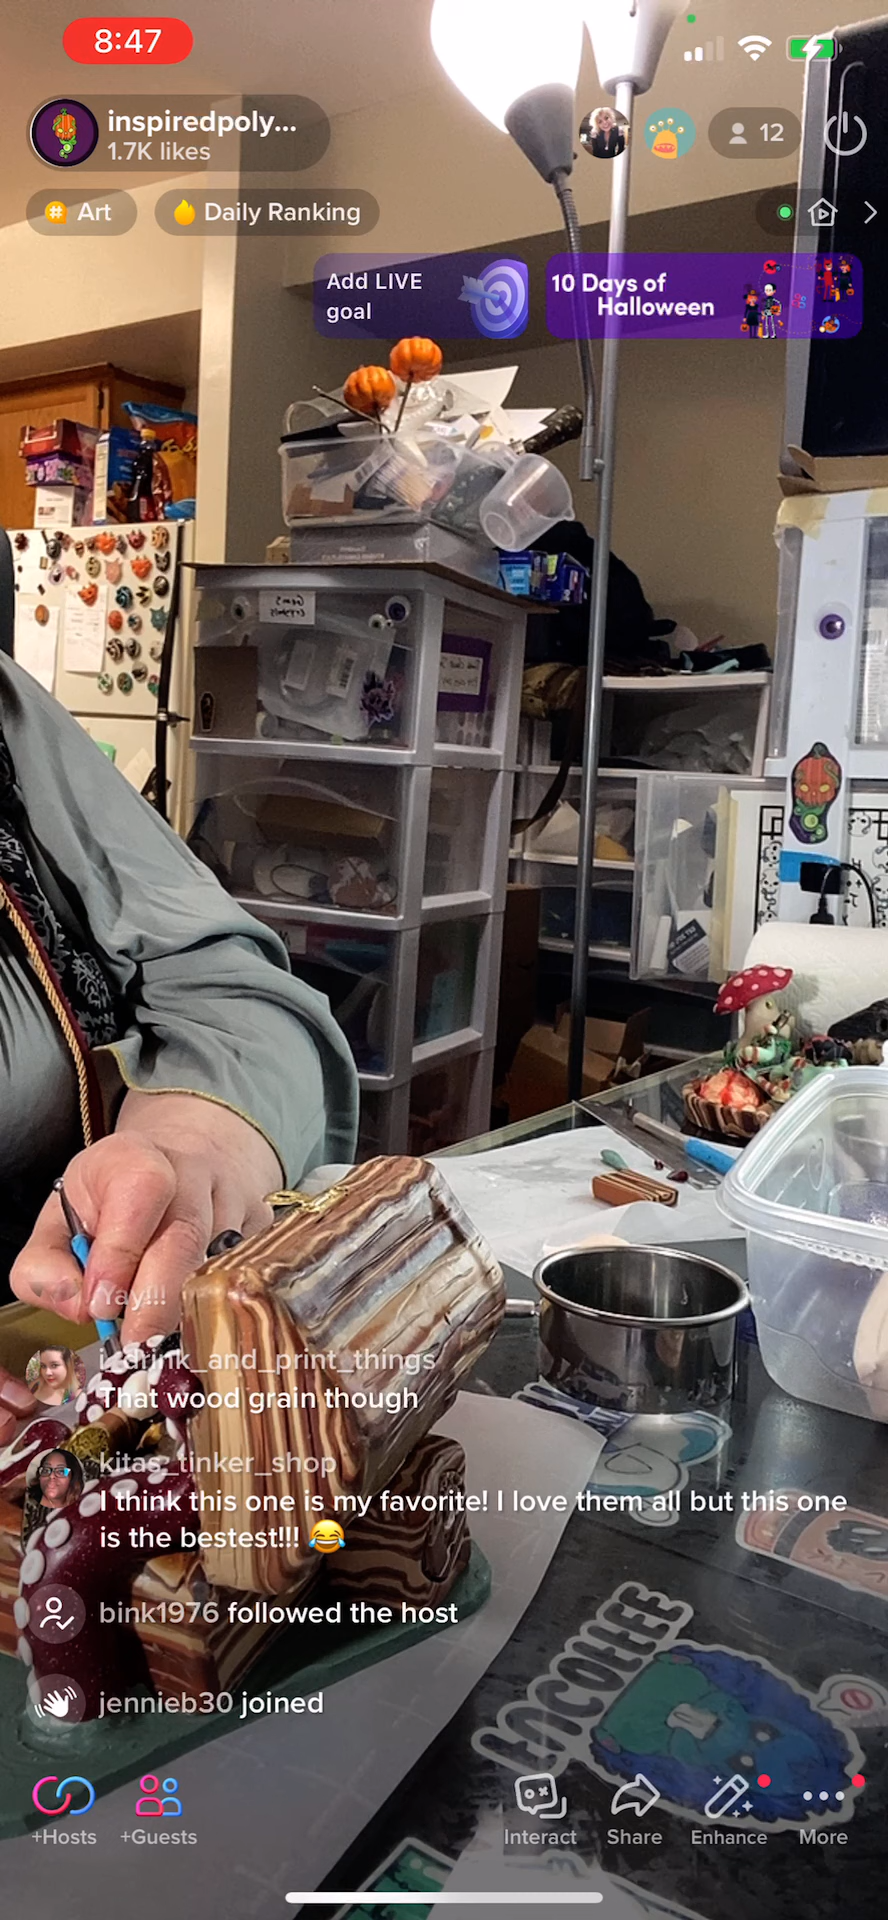 8:47
inspiredpoly...
1.7K likes
12
Art
Daily Ranking
Add LIVE
goal
10 Days of
Halloween
Yay!!!
i_drink_and_print_things
That wood grain though
kitas_tinker_shop
I think this one is my favorite! I love them all but this one
is the bestest!!! 😂
bink1976 followed the host
jennieb30 joined
ENCOFFEE
+Hosts
+Guests
Interact
Share
Enhance
More